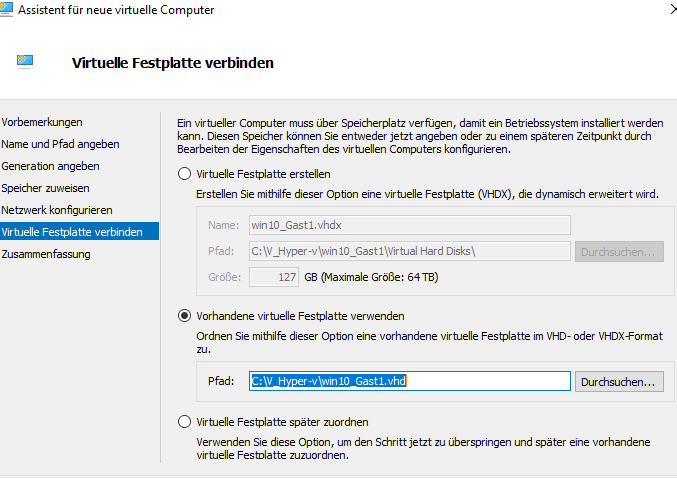 Assistent für neue virtuelle Computer
Virtuelle Festplatte verbinden
Vorbemerkungen
Name und Pfad angeben
Generation angeben
Speicher zuweisen
Netzwerk konfigurieren
Virtuelle Festplatte verbinden
Zusammenfassung
Ein virtueller Computer muss über Speicherplatz verfügen, damit ein Betriebssystem installiert werden
kann. Diesen Speicher können Sie entweder jetzt angeben oder zu einem späteren Zeitpunkt durch
Bearbeiten der Eigenschaften des virtuellen Computers konfigurieren.
Virtuelle Festplatte erstellen
Erstellen Sie mithilfe dieser Option eine virtuelle Festplatte (VHDX), die dynamisch erweitert wird.
Name: win10_Gast1.vhdx
Pfad: C:\V_Hyper-v\win10_Gast1\Virtual Hard Disks\ Durchsuchen...
Größe: 127 GB (Maximale Größe: 64 TB)
Vorhandene virtuelle Festplatte verwenden
Ordnen Sie mithilfe dieser Option eine vorhandene virtuelle Festplatte im VHD- oder VHDX-Format
zu.
Pfad: C:\V_Hyper-v\win10_Gast1.vhd Durchsuchen...
Virtuelle Festplatte später zuordnen
Verwenden Sie diese Option, um den Schritt jetzt zu überspringen und später eine vorhandene
virtuelle Festplatte zuzuordnen.